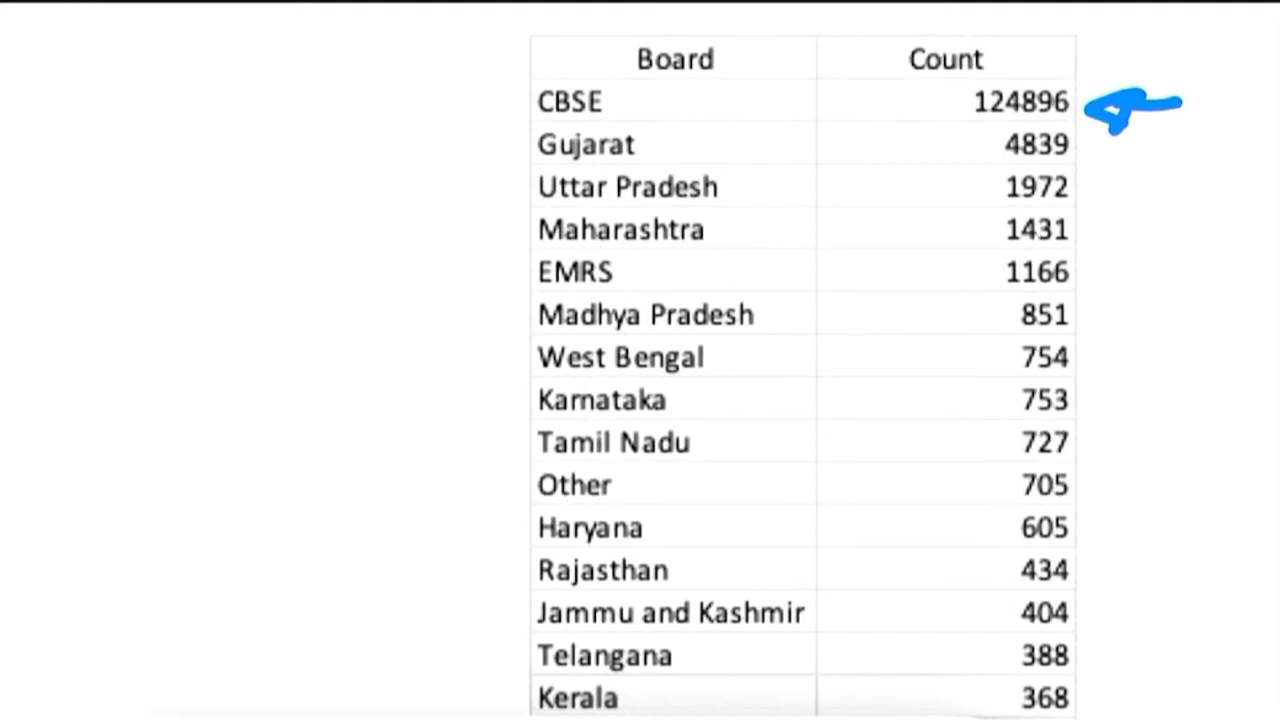 Board Count
CBSE 124896
Gujarat 4839
Uttar Pradesh 1972
Maharashtra 1431
EMRS 1166
Madhya Pradesh 851
West Bengal 754
Karnataka 753
Tamil Nadu 727
Other 705
Haryana 605
Rajasthan 434
Jammu and Kashmir 404
Telangana 388
Kerala 368